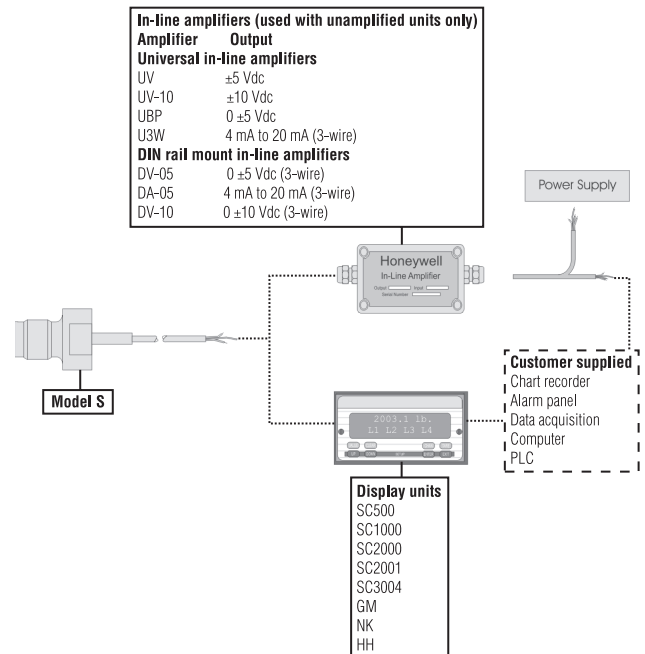 In-line amplifiers (used with unamplified units only)
Amplifier Output
Universal in-line amplifiers
UV ±5 Vdc
UV-10 ±10 Vdc
UBP 0 ±5 Vdc
U3W 4 mA to 20 mA (3-wire)
DIN rail mount in-line amplifiers
DV-05 0 ±5 Vdc (3-wire)
DA-05 4 mA to 20 mA (3-wire)
DV-10 0 ±10 Vdc (3-wire)
Power Supply
Honeywell
In-Line Amplifier
Output Input
Serial Number
Model S
2003.1 lb.
L1 L2 L3 L4
Customer supplied
Chart recorder
Alarm panel
Data acquisition
Computer
PLC
Display units
SC500
SC1000
SC2000
SC2001
SC3004
GM
NK
HH